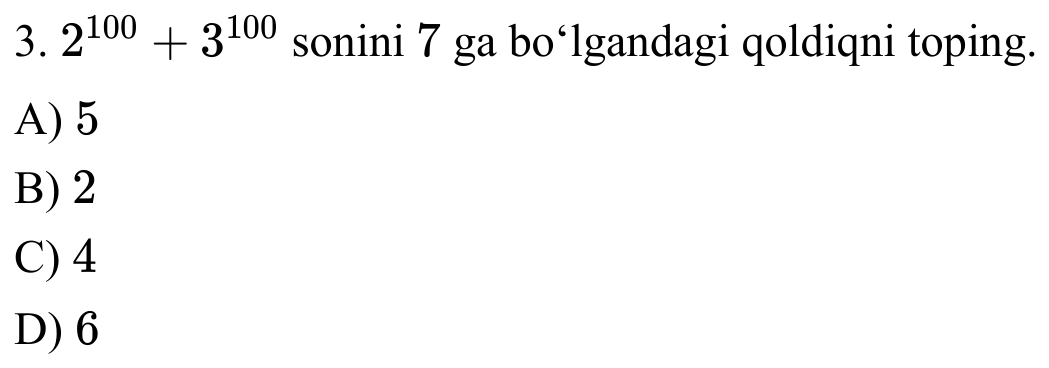 3. 2^100 + 3^100 sonini 7 ga bo‘lgandagi qoldiqni toping.
A) 5
B) 2
C) 4
D) 6